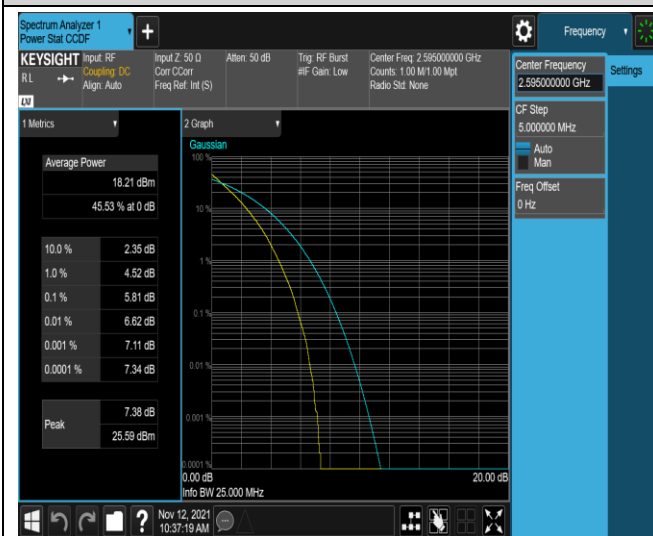 Spectrum Analyzer 1
Power Stat CCDF
+
Frequency
KEYSIGHT
R L
LXI
Input: RF
Coupling: DC
Align: Auto
Input Z: 50 Ω
Corr CCorr
Freq Ref: Int (S)
Atten: 50 dB
Trig: RF Burst
#IF Gain: Low
Center Freq: 2.595000000 GHz
Counts: 1.00 M/1.00 Mpt
Radio Std: None
Center Frequency
2.595000000 GHz
Settings
CF Step
5.000000 MHz
Auto
Man
Freq Offset
0 Hz
1 Metrics
Average Power
18.21 dBm
45.53 % at 0 dB
10.0 % 2.35 dB
1.0 % 4.52 dB
0.1 % 5.81 dB
0.01 % 6.62 dB
0.001 % 7.11 dB
0.0001 % 7.34 dB
Peak
7.38 dB
25.59 dBm
2 Graph
Gaussian
100 %
10 %
1 %
0.1 %
0.01 %
0.001 %
0.0001 %
0.00 dB 20.00 dB
Info BW 25.000 MHz
?
Nov 12, 2021
10:37:19 AM